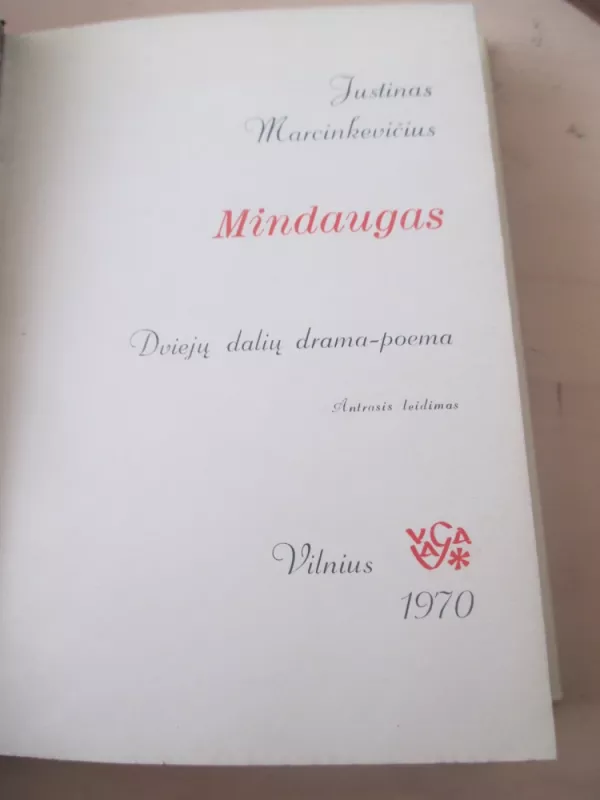 Justinas
Marcinkevičius
Mindaugas
Dviejų dalių drama-poema
Antrasis leidimas
Vilnius
VAGA
1970